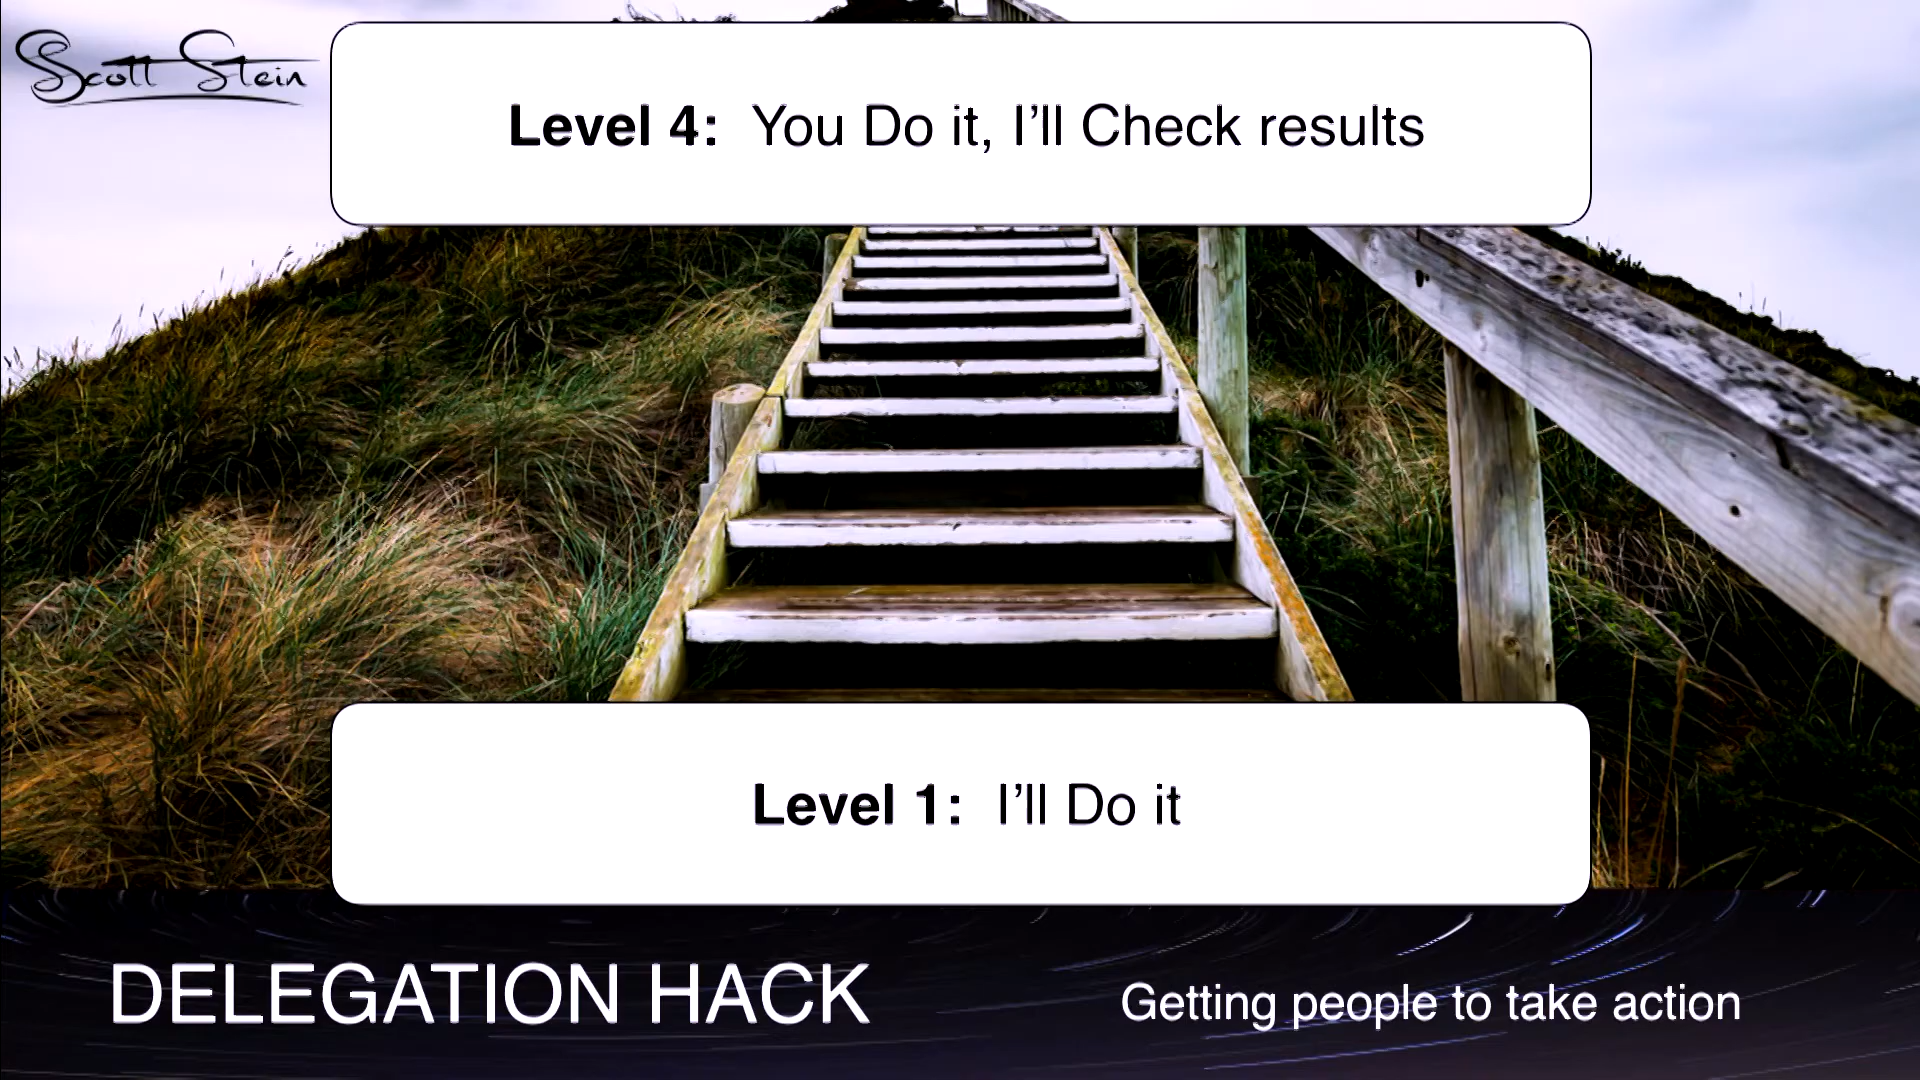 Scott Stein
Level 4: You Do it, I’ll Check results
Level 1: I’ll Do it
DELEGATION HACK
Getting people to take action